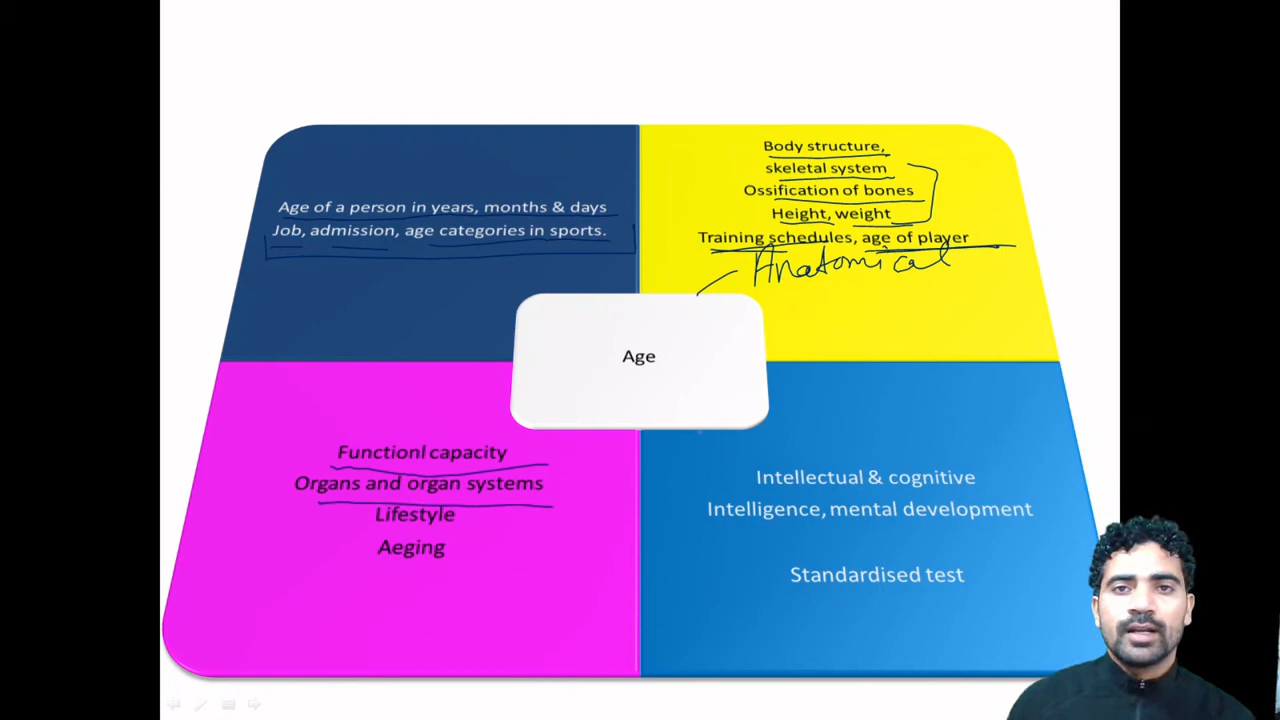 Age of a person in years, months & days
Job, admission, age categories in sports.
Body structure,
skeletal system
Ossification of bones
Height, weight
Training schedules, age of player
Anatomical
Age
Functionl capacity
Organs and organ systems
Lifestyle
Aeging
Intellectual & cognitive
Intelligence, mental development
Standardised test